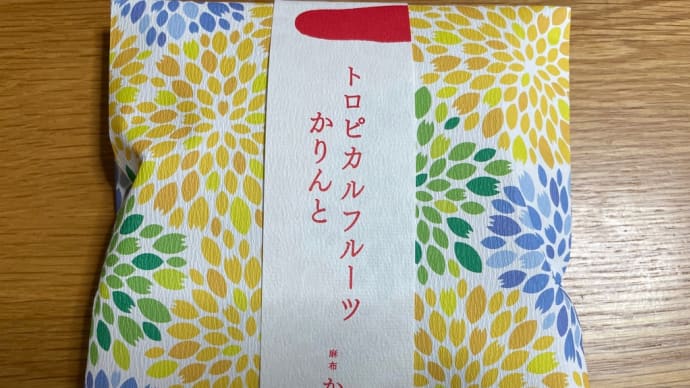 トロピカルフルーツ
かりんと
麻布
か